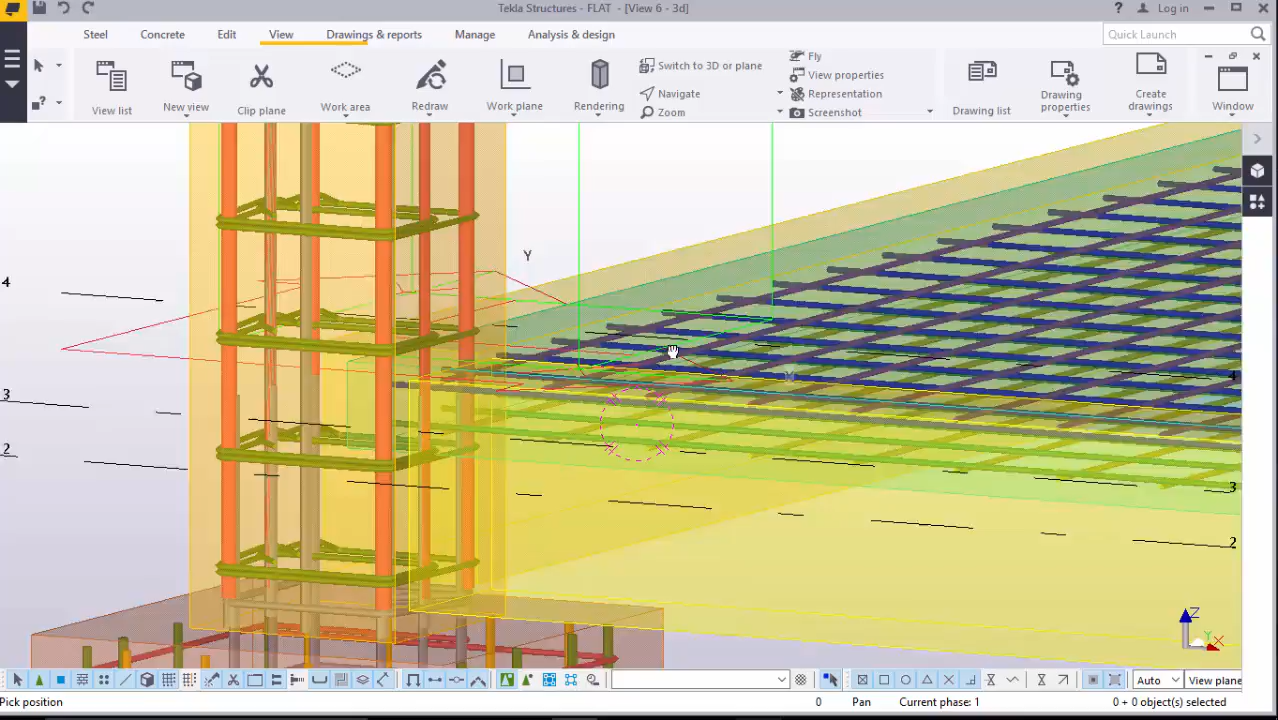 Tekla Structures - FLAT - [View 6 - 3d]
? Log in
Steel Concrete Edit View Drawings & reports Manage Analysis & design
Quick Launch
Fly
Switch to 3D or plane View properties
Navigate Representation
Zoom Screenshot
View list New view Clip plane Work area Redraw Work plane Rendering Drawing list Drawing properties Create drawings Window
Y
4
4
3
3
2
2
Z
Y X
Auto View plane
Pick position 0 Pan Current phase: 1 0 + 0 object(s) selected